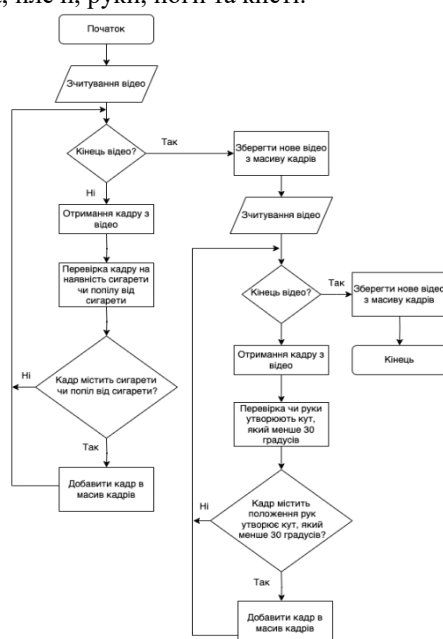 Початок
Зчитування відео
Кінець відео?
Так
Ні
Отримання кадру з
відео
Перевірка кадру на
наявність сигарети
чи попілу від
сигарети
Кадр містить сигарети
чи попіл від сигарети?
Ні
Так
Добавити кадр в
масив кадрів
Зберегти нове відео
з масиву кадрів
Зчитування відео
Кінець відео?
Так
Зберегти нове відео
з масиву кадрів
Кінець
Отримання кадру з
відео
Перевірка чи руки
утворюють кут,
який менше 30
градусів
Кадр містить
положення рук
утворює кут, який
менше 30 градусів?
Ні
Так
Добавити кадр в
масив кадрів